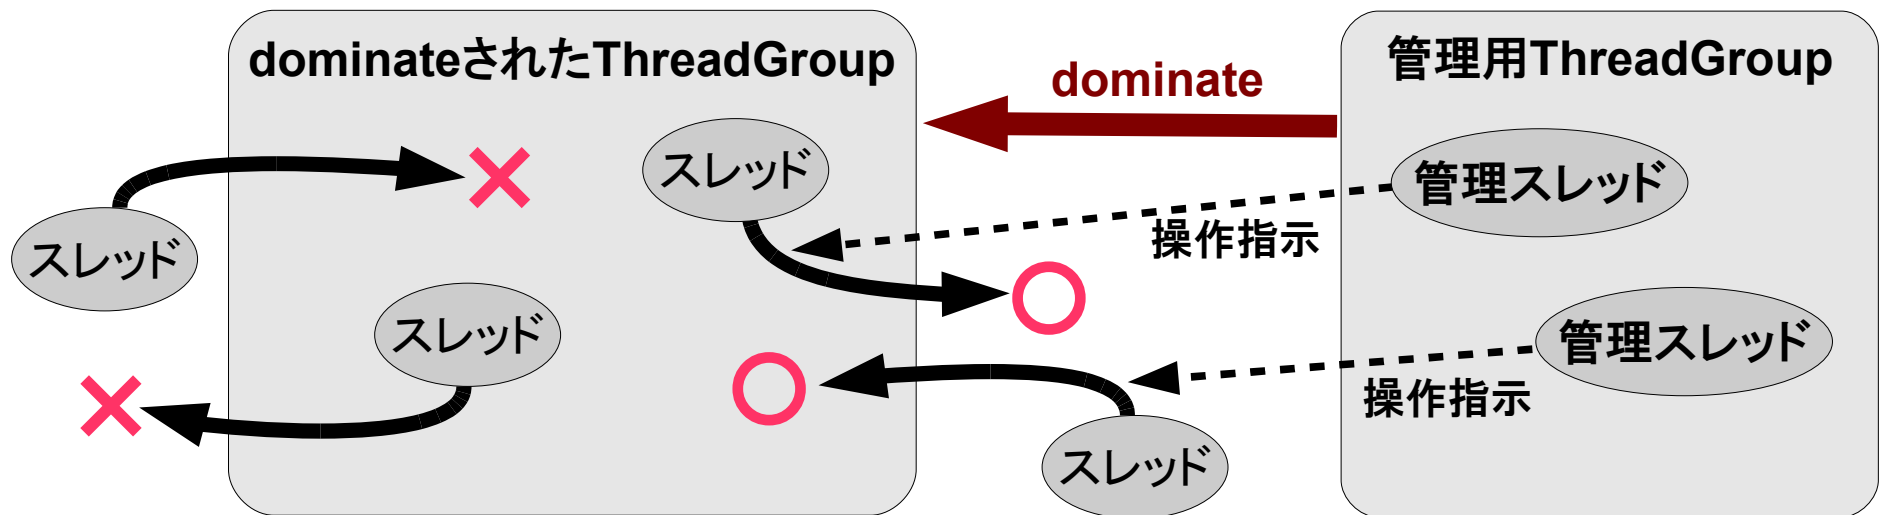 dominateされたThreadGroup
管理用ThreadGroup
dominate
スレッド
管理スレッド
操作指示
スレッド
スレッド
管理スレッド
操作指示
スレッド